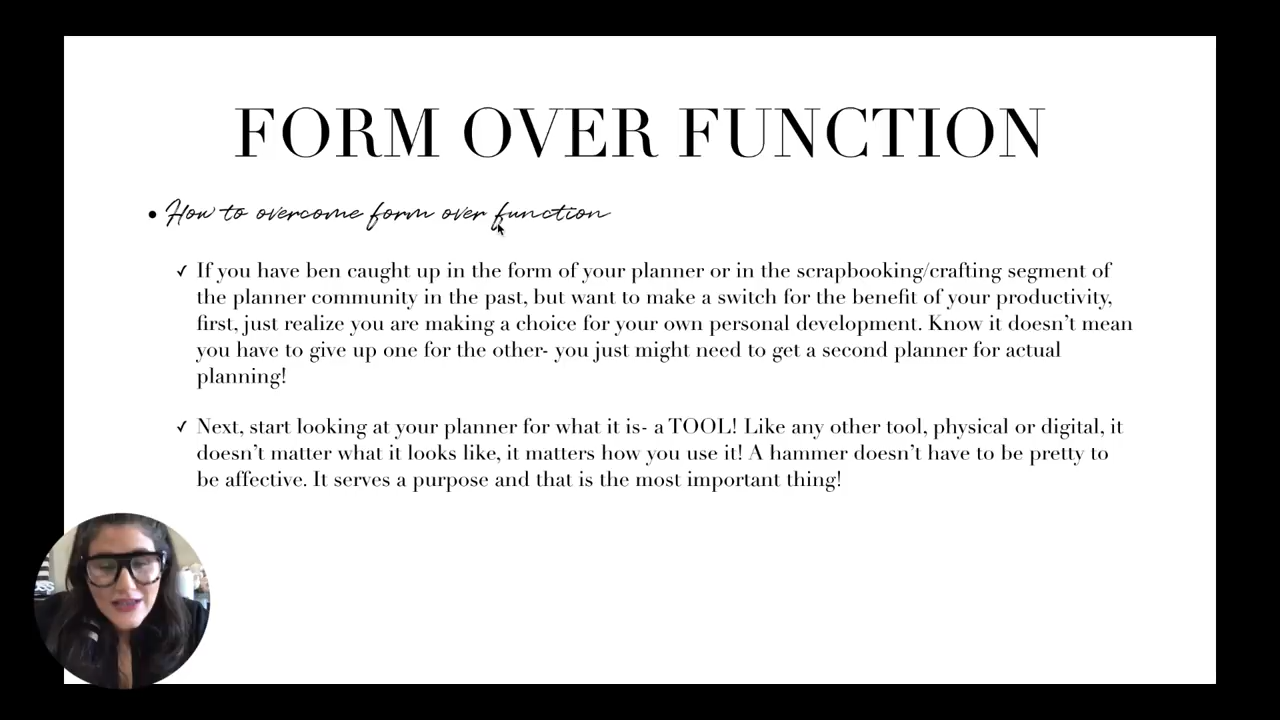 FORM OVER FUNCTION
• How to overcome form over function
✓ If you have ben caught up in the form of your planner or in the scrapbooking/crafting segment of
the planner community in the past, but want to make a switch for the benefit of your productivity,
first, just realize you are making a choice for your own personal development. Know it doesn’t mean
you have to give up one for the other- you just might need to get a second planner for actual
planning!
✓ Next, start looking at your planner for what it is- a TOOL! Like any other tool, physical or digital, it
doesn’t matter what it looks like, it matters how you use it! A hammer doesn’t have to be pretty to
be affective. It serves a purpose and that is the most important thing!